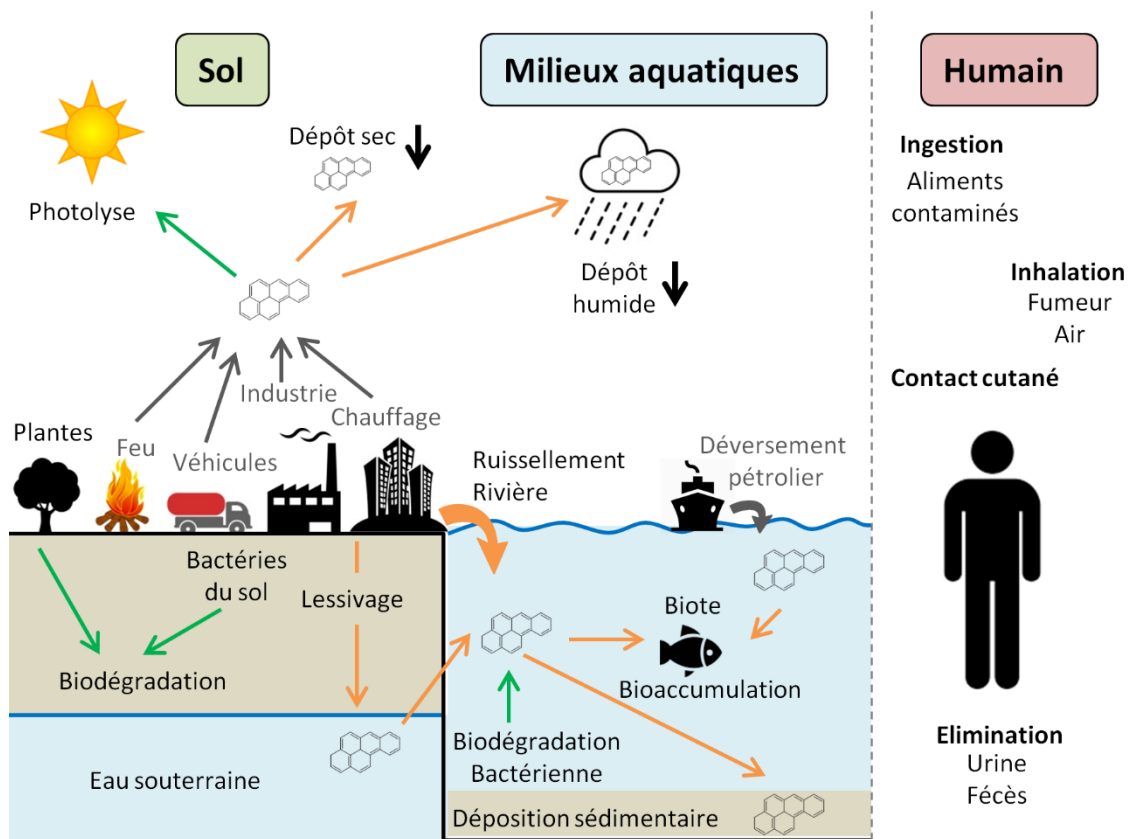 Sol
Milieux aquatiques
Humain
Dépôt sec
Photolyse
Dépôt
humide
Industrie
Chauffage
Plantes
Feu
Véhicules
Ruissellement
Rivière
Déversement
pétrolier
Bactéries
du sol
Lessivage
Biodégradation
Eau souterraine
Biote
Bioaccumulation
Biodégradation
Bactérienne
Déposition sédimentaire
Ingestion
Aliments
contaminés
Inhalation
Fumeur
Air
Contact cutané
Elimination
Urine
Fécès